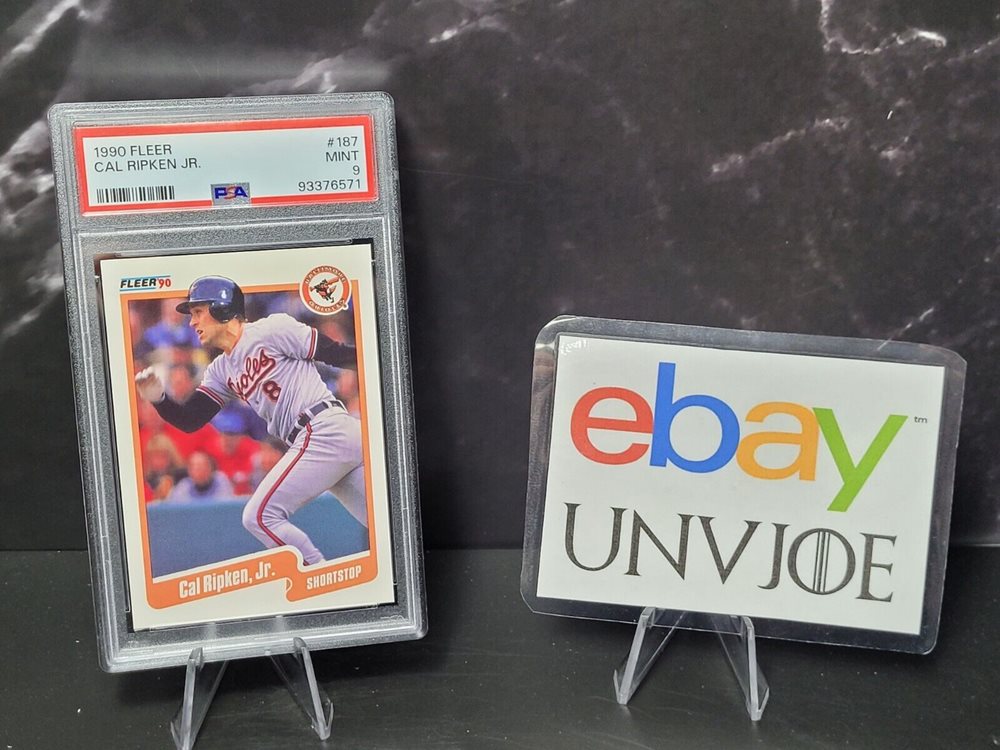 1990 FLEER #187
CAL RIPKEN JR. MINT
9
PSA 93376571
FLEER'90
Orioles
8
Cal Ripken, Jr. SHORTSTOP
ebay™
UNVJOE